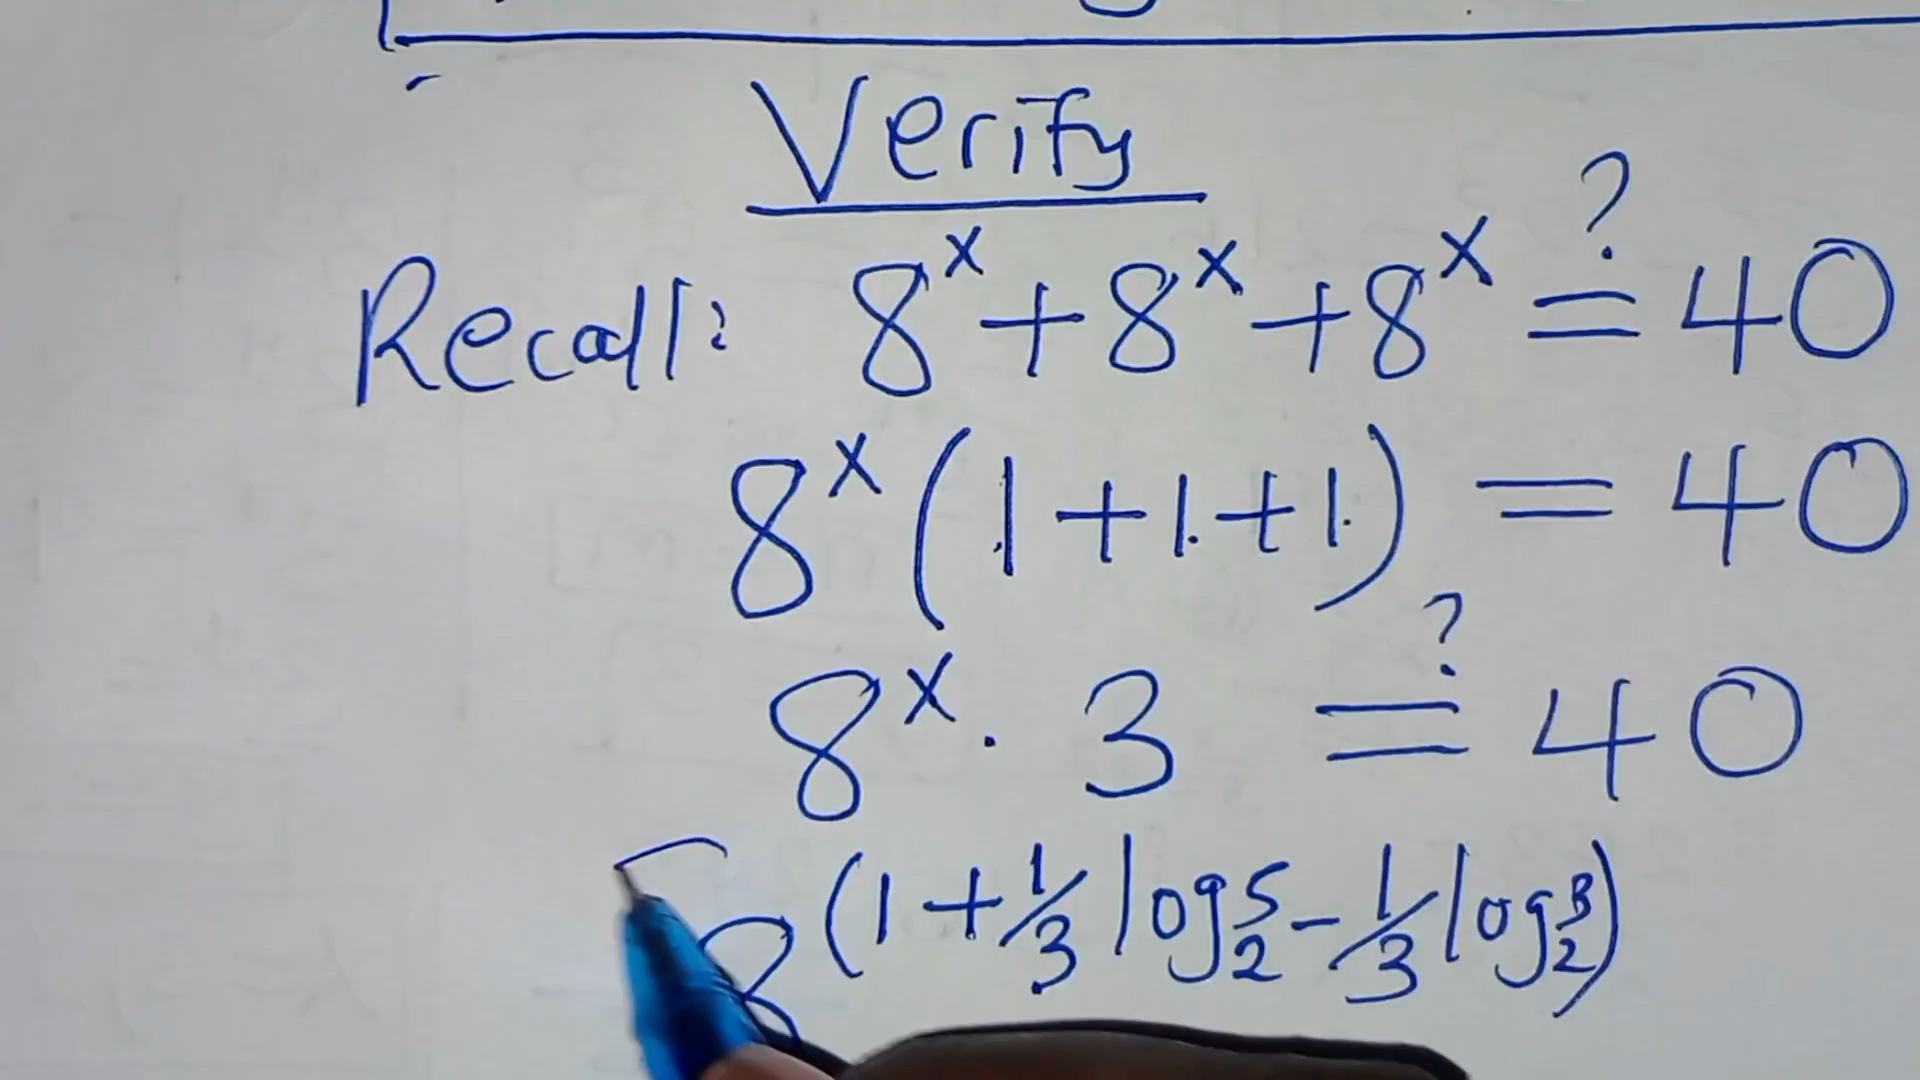 Verify
Recall: 8^x + 8^x + 8^x ≟ 40
8^x (1 + 1 + 1) = 40
8^x · 3 ≟ 40
8^(1 + 1/3 log_2 5 - 1/3 log_2 3)